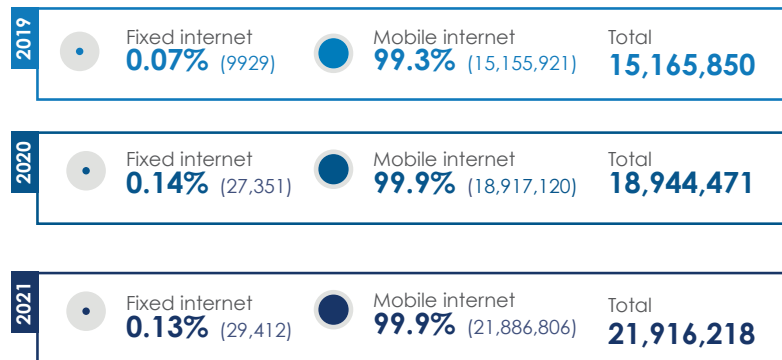 2019
Fixed internet Mobile internet Total
0.07% (9929) 99.3% (15,155,921) 15,165,850
2020
Fixed internet Mobile internet Total
0.14% (27,351) 99.9% (18,917,120) 18,944,471
2021
Fixed internet Mobile internet Total
0.13% (29,412) 99.9% (21,886,806) 21,916,218